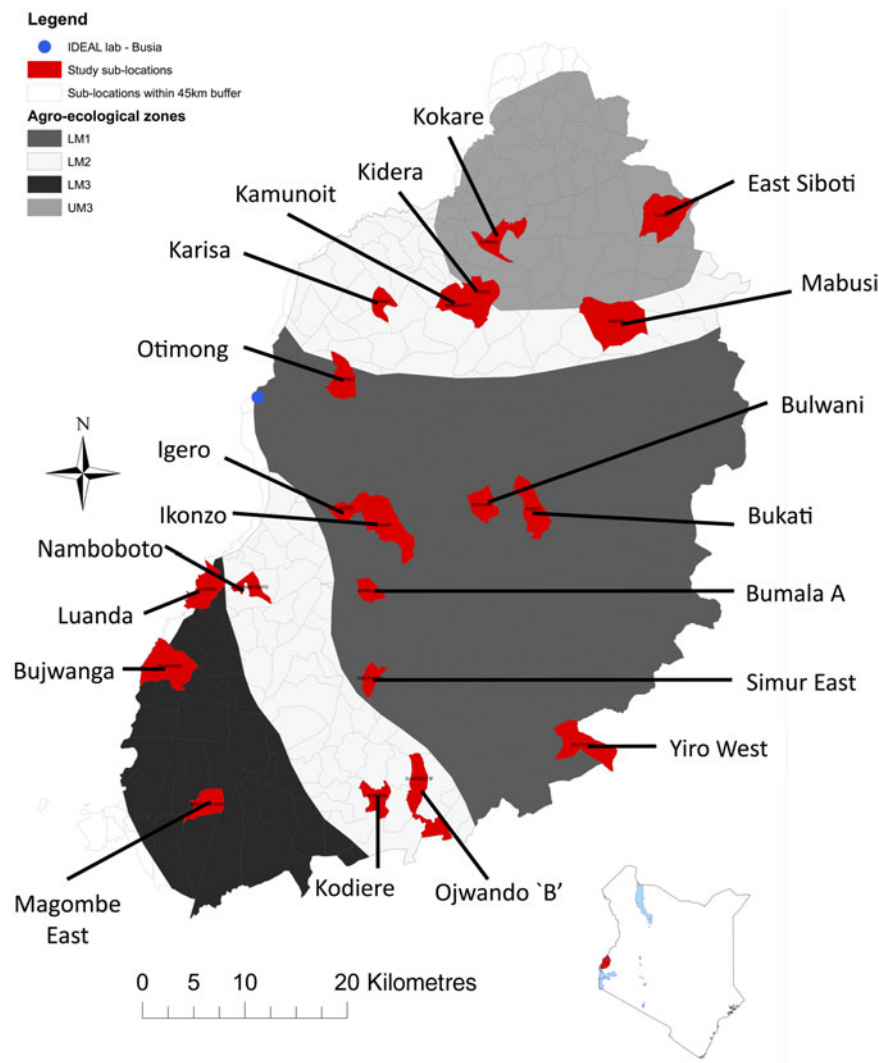 Legend
IDEAL lab - Busia
Study sub-locations
Sub-locations within 45km buffer
Agro-ecological zones
LM1
LM2
LM3
UM3
Kokare
Kidera
Kamunoit
East Siboti
Karisa
Mabusi
Otimong
Bulwani
N
Igero
Ikonzo
Bukati
Namboboto
Bumala A
Luanda
Bujwanga
Simur East
Yiro West
Magombe
East
Kodiere
Ojwando `B’
0 5 10 20 Kilometres